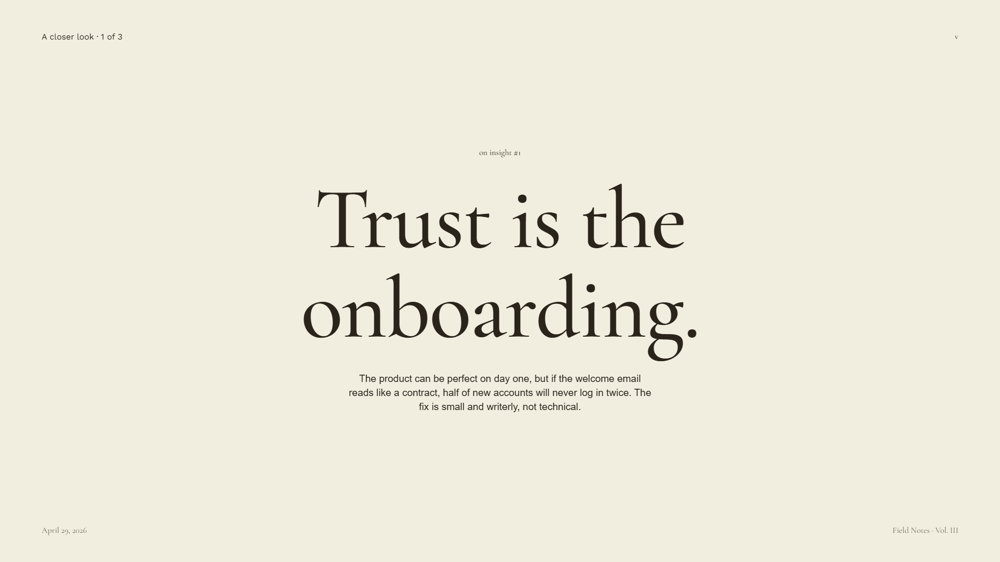 A closer look · 1 of 3
v
on insight #1
Trust is the
onboarding.
The product can be perfect on day one, but if the welcome email
reads like a contract, half of new accounts will never log in twice. The
fix is small and writerly, not technical.
April 29, 2026
Field Notes · Vol. III